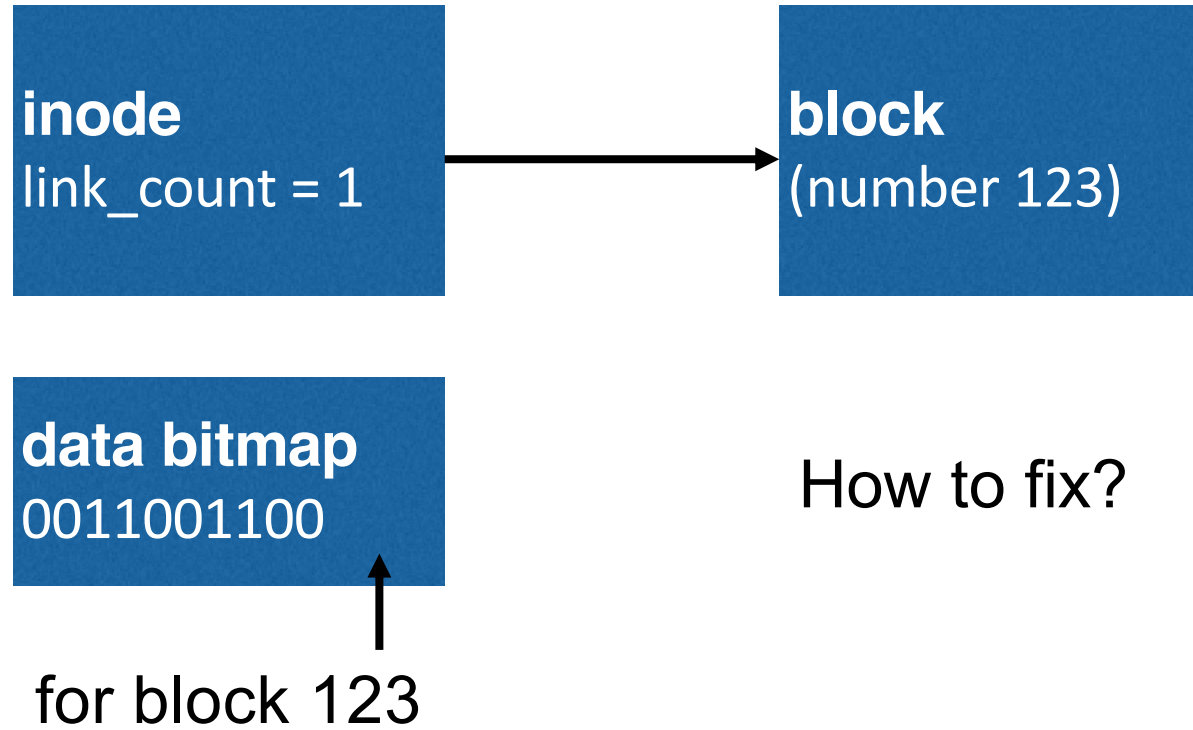 inode
link_count = 1
block
(number 123)
data bitmap
0011001100
How to fix?
for block 123